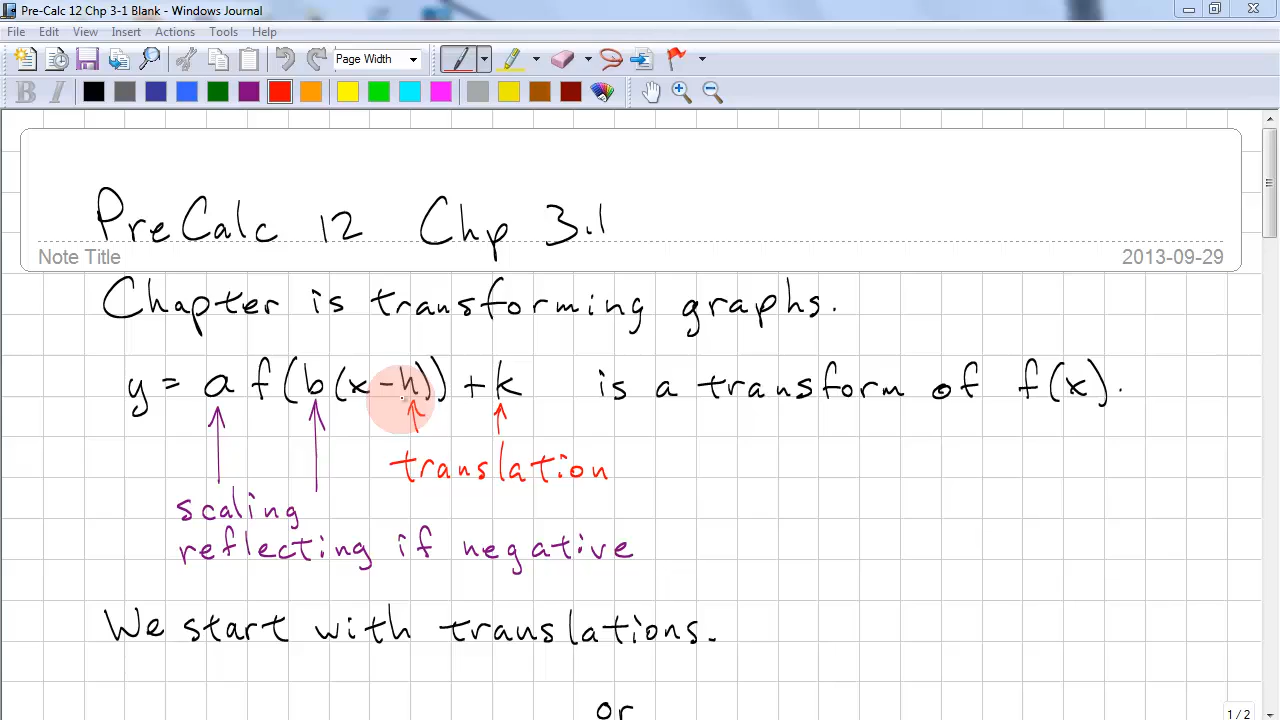 Pre-Calc 12 Chp 3-1 Blank - Windows Journal
File Edit View Insert Actions Tools Help
Page Width
B I
PreCalc 12 Chp 3.1
Note Title 2013-09-29
Chapter is transforming graphs.
y = a f(b(x-h)) + k is a transform of f(x).
translation
scaling
reflecting if negative
We start with translations.
or
1/2